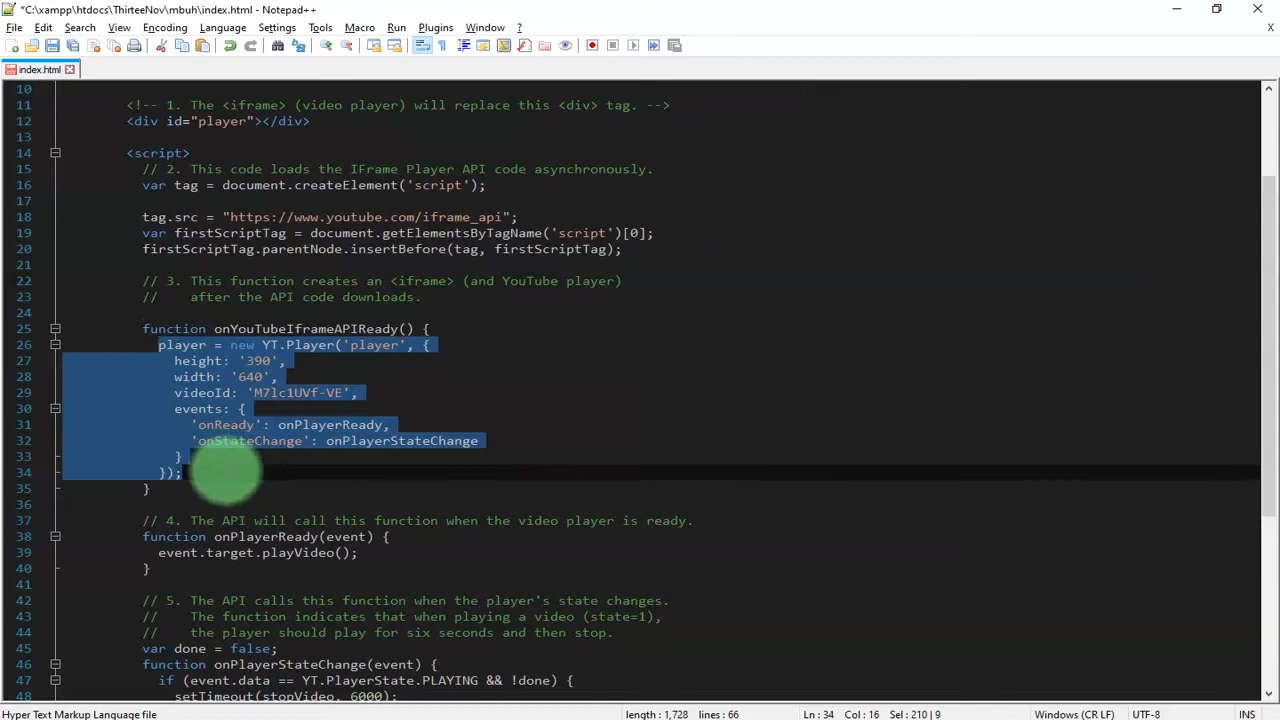 *C:\xampp\htdocs\ThirteeNov\mbuh\index.html - Notepad++
File Edit Search View Encoding Language Settings Tools Macro Run Plugins Window ? X
index.html
10
11 <!-- 1. The <iframe> (video player) will replace this <div> tag. -->
12 <div id="player"></div>
13
14 <script>
15 // 2. This code loads the IFrame Player API code asynchronously.
16 var tag = document.createElement('script');
17
18 tag.src = "https://www.youtube.com/iframe_api";
19 var firstScriptTag = document.getElementsByTagName('script')[0];
20 firstScriptTag.parentNode.insertBefore(tag, firstScriptTag);
21
22 // 3. This function creates an <iframe> (and YouTube player)
23 //    after the API code downloads.
24
25 function onYouTubeIframeAPIReady() {
26 player = new YT.Player('player', {
27 height: '390',
28 width: '640',
29 videoId: 'M7lc1UVf-VE',
30 events: {
31 'onReady': onPlayerReady,
32 'onStateChange': onPlayerStateChange
33 }
34 });
35 }
36
37 // 4. The API will call this function when the video player is ready.
38 function onPlayerReady(event) {
39 event.target.playVideo();
40 }
41
42 // 5. The API calls this function when the player's state changes.
43 //    The function indicates that when playing a video (state=1),
44 //    the player should play for six seconds and then stop.
45 var done = false;
46 function onPlayerStateChange(event) {
47 if (event.data == YT.PlayerState.PLAYING && !done) {
48 setTimeout(stopVideo, 6000);
Hyper Text Markup Language file length : 1,728 lines : 66 Ln : 34 Col : 16 Sel : 210 | 9 Windows (CR LF) UTF-8 INS